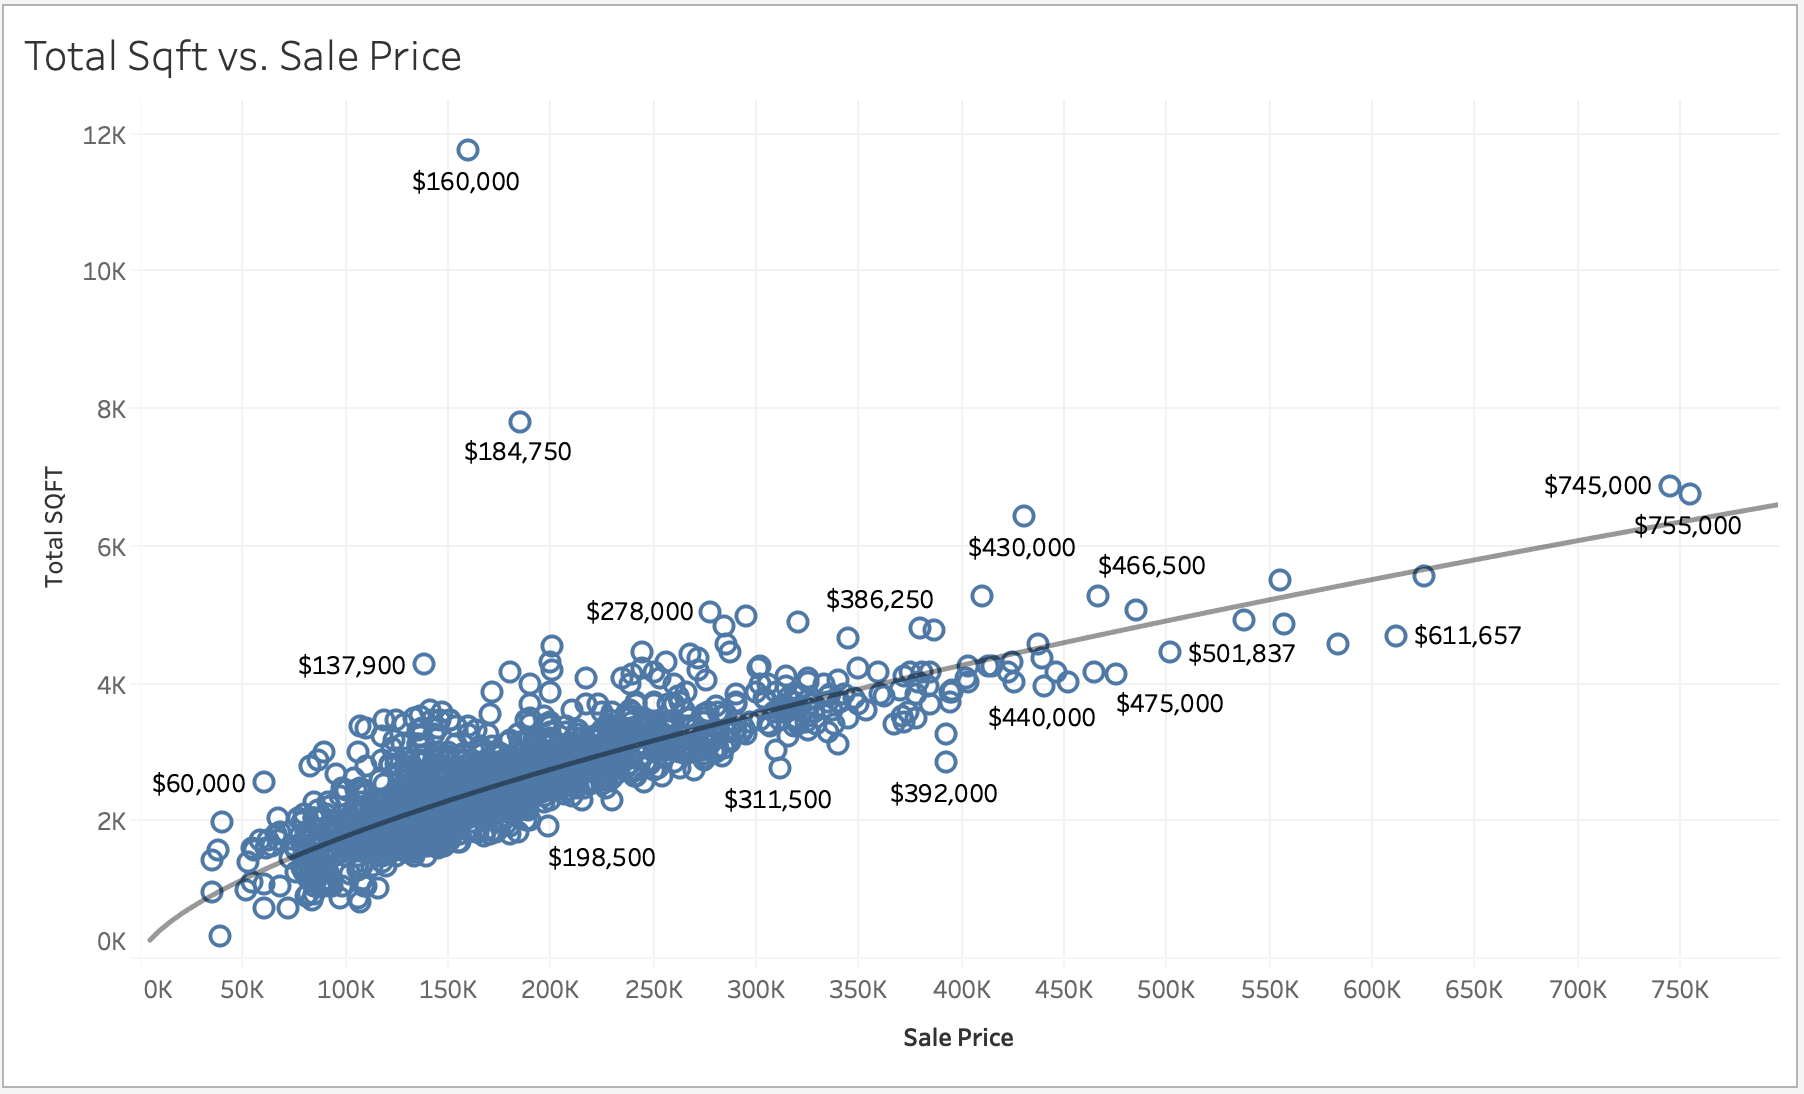 Total Sqft vs. Sale Price
12K
$160,000
10K
8K
$184,750
Total SQFT
$745,000
$755,000
6K
$430,000
$466,500
$386,250
$278,000
$611,657
$501,837
$137,900
4K
$475,000
$440,000
$60,000
$392,000
$311,500
2K
$198,500
0K
0K 50K 100K 150K 200K 250K 300K 350K 400K 450K 500K 550K 600K 650K 700K 750K
Sale Price